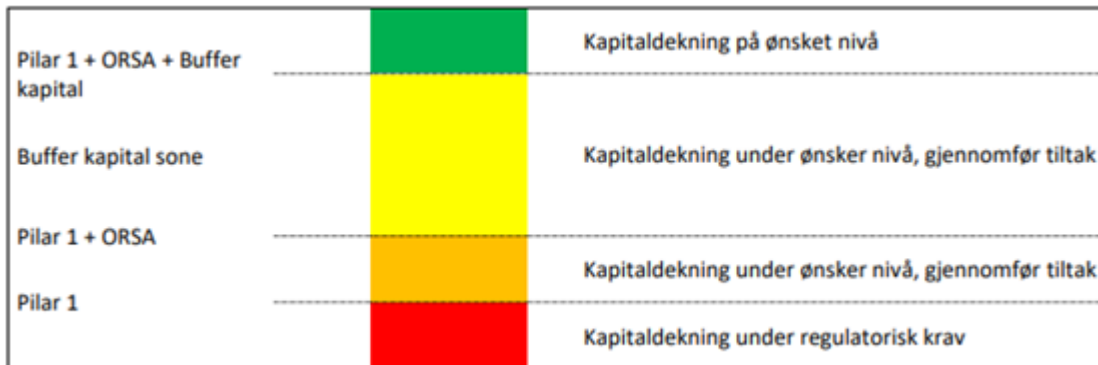 Kapitaldekning på ønsket nivå
Pilar 1 + ORSA + Buffer
kapital
Buffer kapital sone
Kapitaldekning under ønsker nivå, gjennomfør tiltak
Pilar 1 + ORSA
Kapitaldekning under ønsker nivå, gjennomfør tiltak
Pilar 1
Kapitaldekning under regulatorisk krav